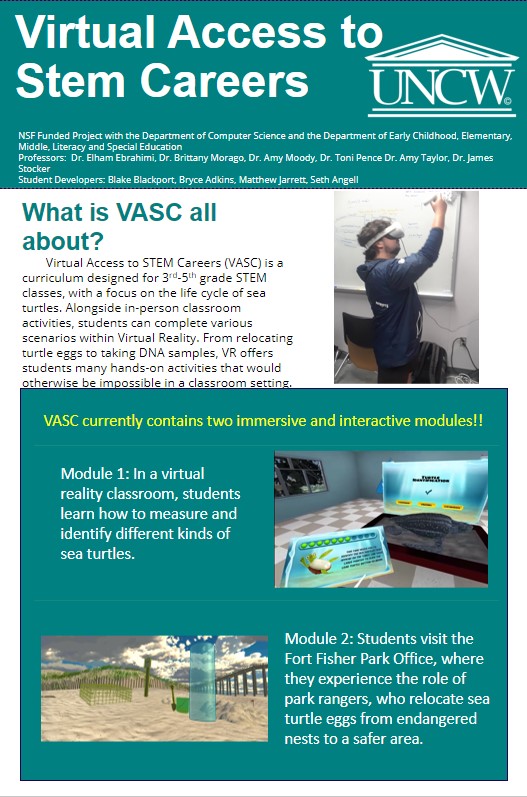 Virtual Access to
Stem Careers
UNCW©
NSF Funded Project with the Department of Computer Science and the Department of Early Childhood, Elementary,
Middle, Literacy and Special Education
Professors: Dr. Elham Ebrahimi, Dr. Brittany Morago, Dr. Amy Moody, Dr. Toni Pence Dr. Amy Taylor, Dr. James
Stocker
Student Developers: Blake Blackport, Bryce Adkins, Matthew Jarrett, Seth Angell
What is VASC all
about?
Virtual Access to STEM Careers (VASC) is a
curriculum designed for 3rd-5th grade STEM
classes, with a focus on the life cycle of sea
turtles. Alongside in-person classroom
activities, students can complete various
scenarios within Virtual Reality. From relocating
turtle eggs to taking DNA samples, VR offers
students many hands-on activities that would
otherwise be impossible in a classroom setting.
VASC currently contains two immersive and interactive modules!!
Module 1: In a virtual
reality classroom, students
learn how to measure and
identify different kinds of
sea turtles.
Turtle
Identification
Module 2: Students visit the
Fort Fisher Park Office, where
they experience the role of
park rangers, who relocate sea
turtle eggs from endangered
nests to a safer area.